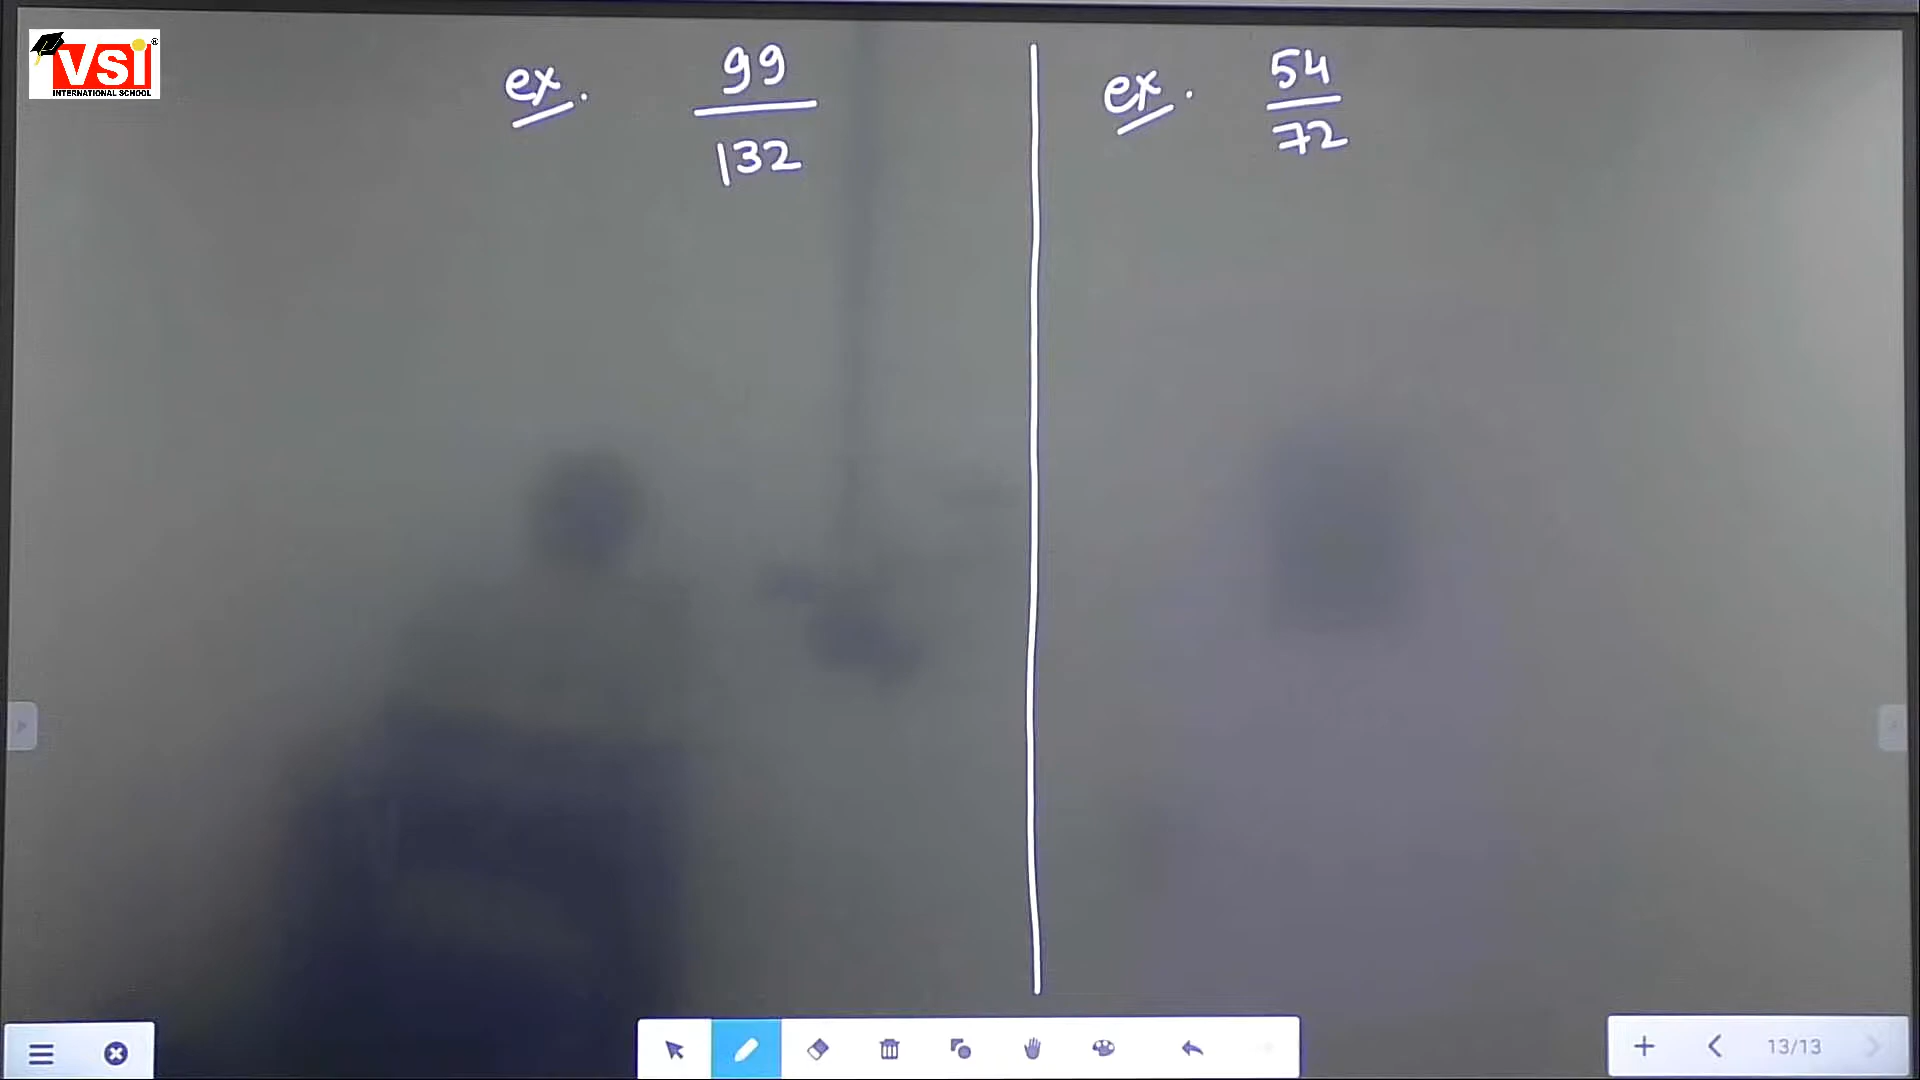 VSI
INTERNATIONAL SCHOOL
ex. 99/132
ex. 54/72
13/13